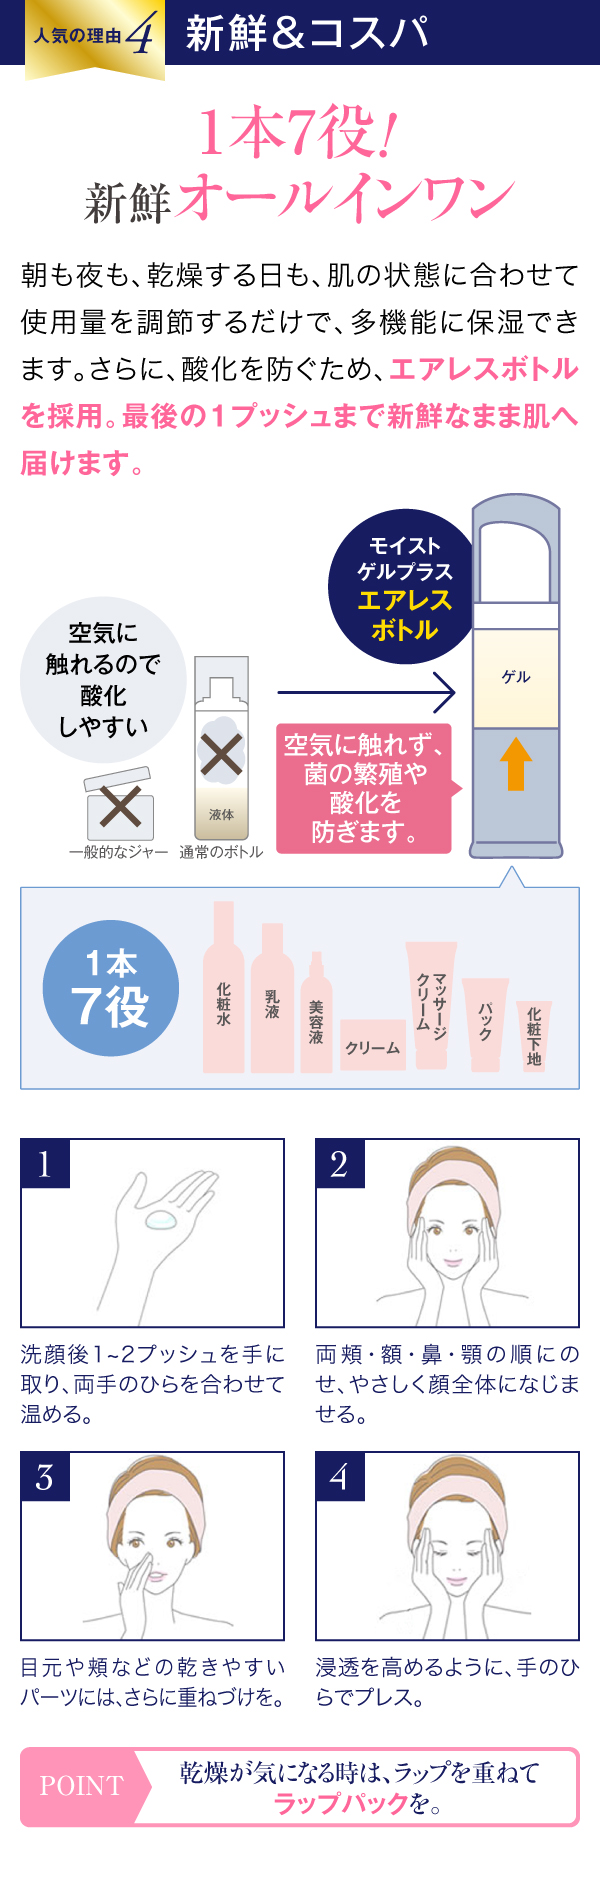 人気の理由4
新鮮&コスパ
1本7役!
新鮮オールインワン
朝も夜も、乾燥する日も、肌の状態に合わせて
使用量を調節するだけで、多機能に保湿でき
ます。さらに、酸化を防ぐため、エアレスボトル
を採用。最後の1プッシュまで新鮮なまま肌へ
届けます。
モイスト
ゲルプラス
エアレス
ボトル
空気に
触れるので
酸化
しやすい
ゲル
空気に触れず、
菌の繁殖や
酸化を
防ぎます。
液体
一般的なジャー
通常のボトル
1本
7役
化粧水
乳液
美容液
クリーム
マッサージ
クリーム
パック
化粧下地
1
洗顔後1~2プッシュを手に
取り、両手のひらを合わせて
温める。
2
両頬・額・鼻・顎の順にの
せ、やさしく顔全体になじま
せる。
3
目元や頬などの乾きやすい
パーツには、さらに重ねづけを。
4
浸透を高めるように、手のひ
らでプレス。
POINT
乾燥が気になる時は、ラップを重ねて
ラップパックを。